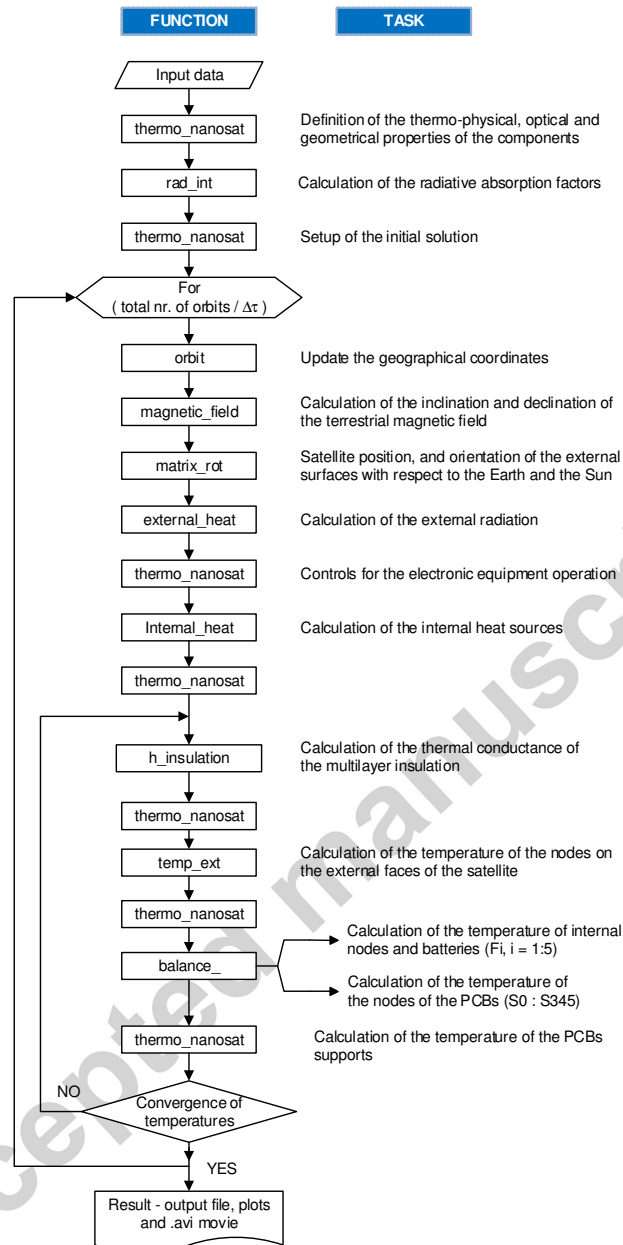 FUNCTION
TASK
Input data
thermo_nanosat
Definition of the thermo-physical, optical and
geometrical properties of the components
rad_int
Calculation of the radiative absorption factors
thermo_nanosat
Setup of the initial solution
For
( total nr. of orbits / Δτ )
orbit
Update the geographical coordinates
magnetic_field
Calculation of the inclination and declination of
the terrestrial magnetic field
matrix_rot
Satellite position, and orientation of the external
surfaces with respect to the Earth and the Sun
external_heat
Calculation of the external radiation
thermo_nanosat
Controls for the electronic equipment operation
Internal_heat
Calculation of the internal heat sources
thermo_nanosat
h_insulation
Calculation of the thermal conductance of
the multilayer insulation
thermo_nanosat
temp_ext
Calculation of the temperature of the nodes on
the external faces of the satellite
thermo_nanosat
balance_
Calculation of the temperature of internal
nodes and batteries (Fi, i = 1:5)
Calculation of the temperature of
the nodes of the PCBs (S0 : S345)
thermo_nanosat
Calculation of the temperature of the PCBs
supports
NO
Convergence of
temperatures
YES
Result - output file, plots
and .avi movie
cepted manuscr